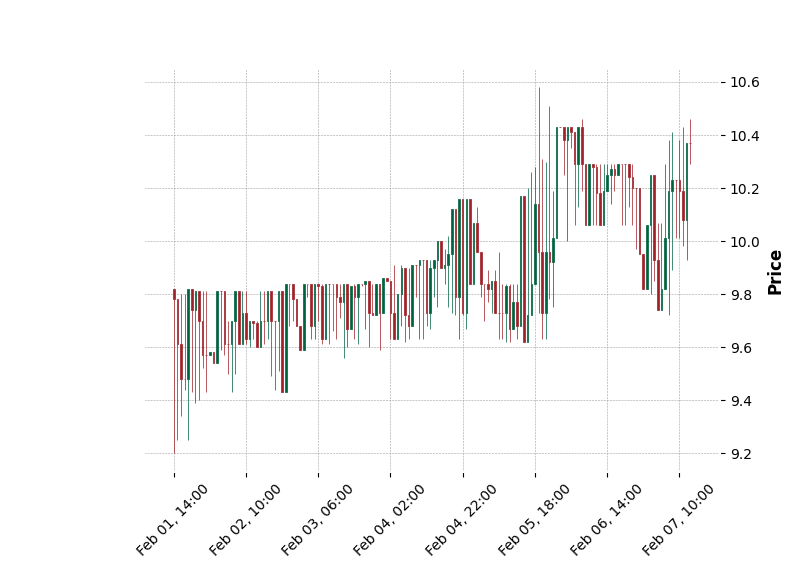 10.6
10.4
10.2
10.0
9.8
9.6
9.4
9.2
Price
Feb 01, 14:00
Feb 02, 10:00
Feb 03, 06:00
Feb 04, 02:00
Feb 04, 22:00
Feb 05, 18:00
Feb 06, 14:00
Feb 07, 10:00